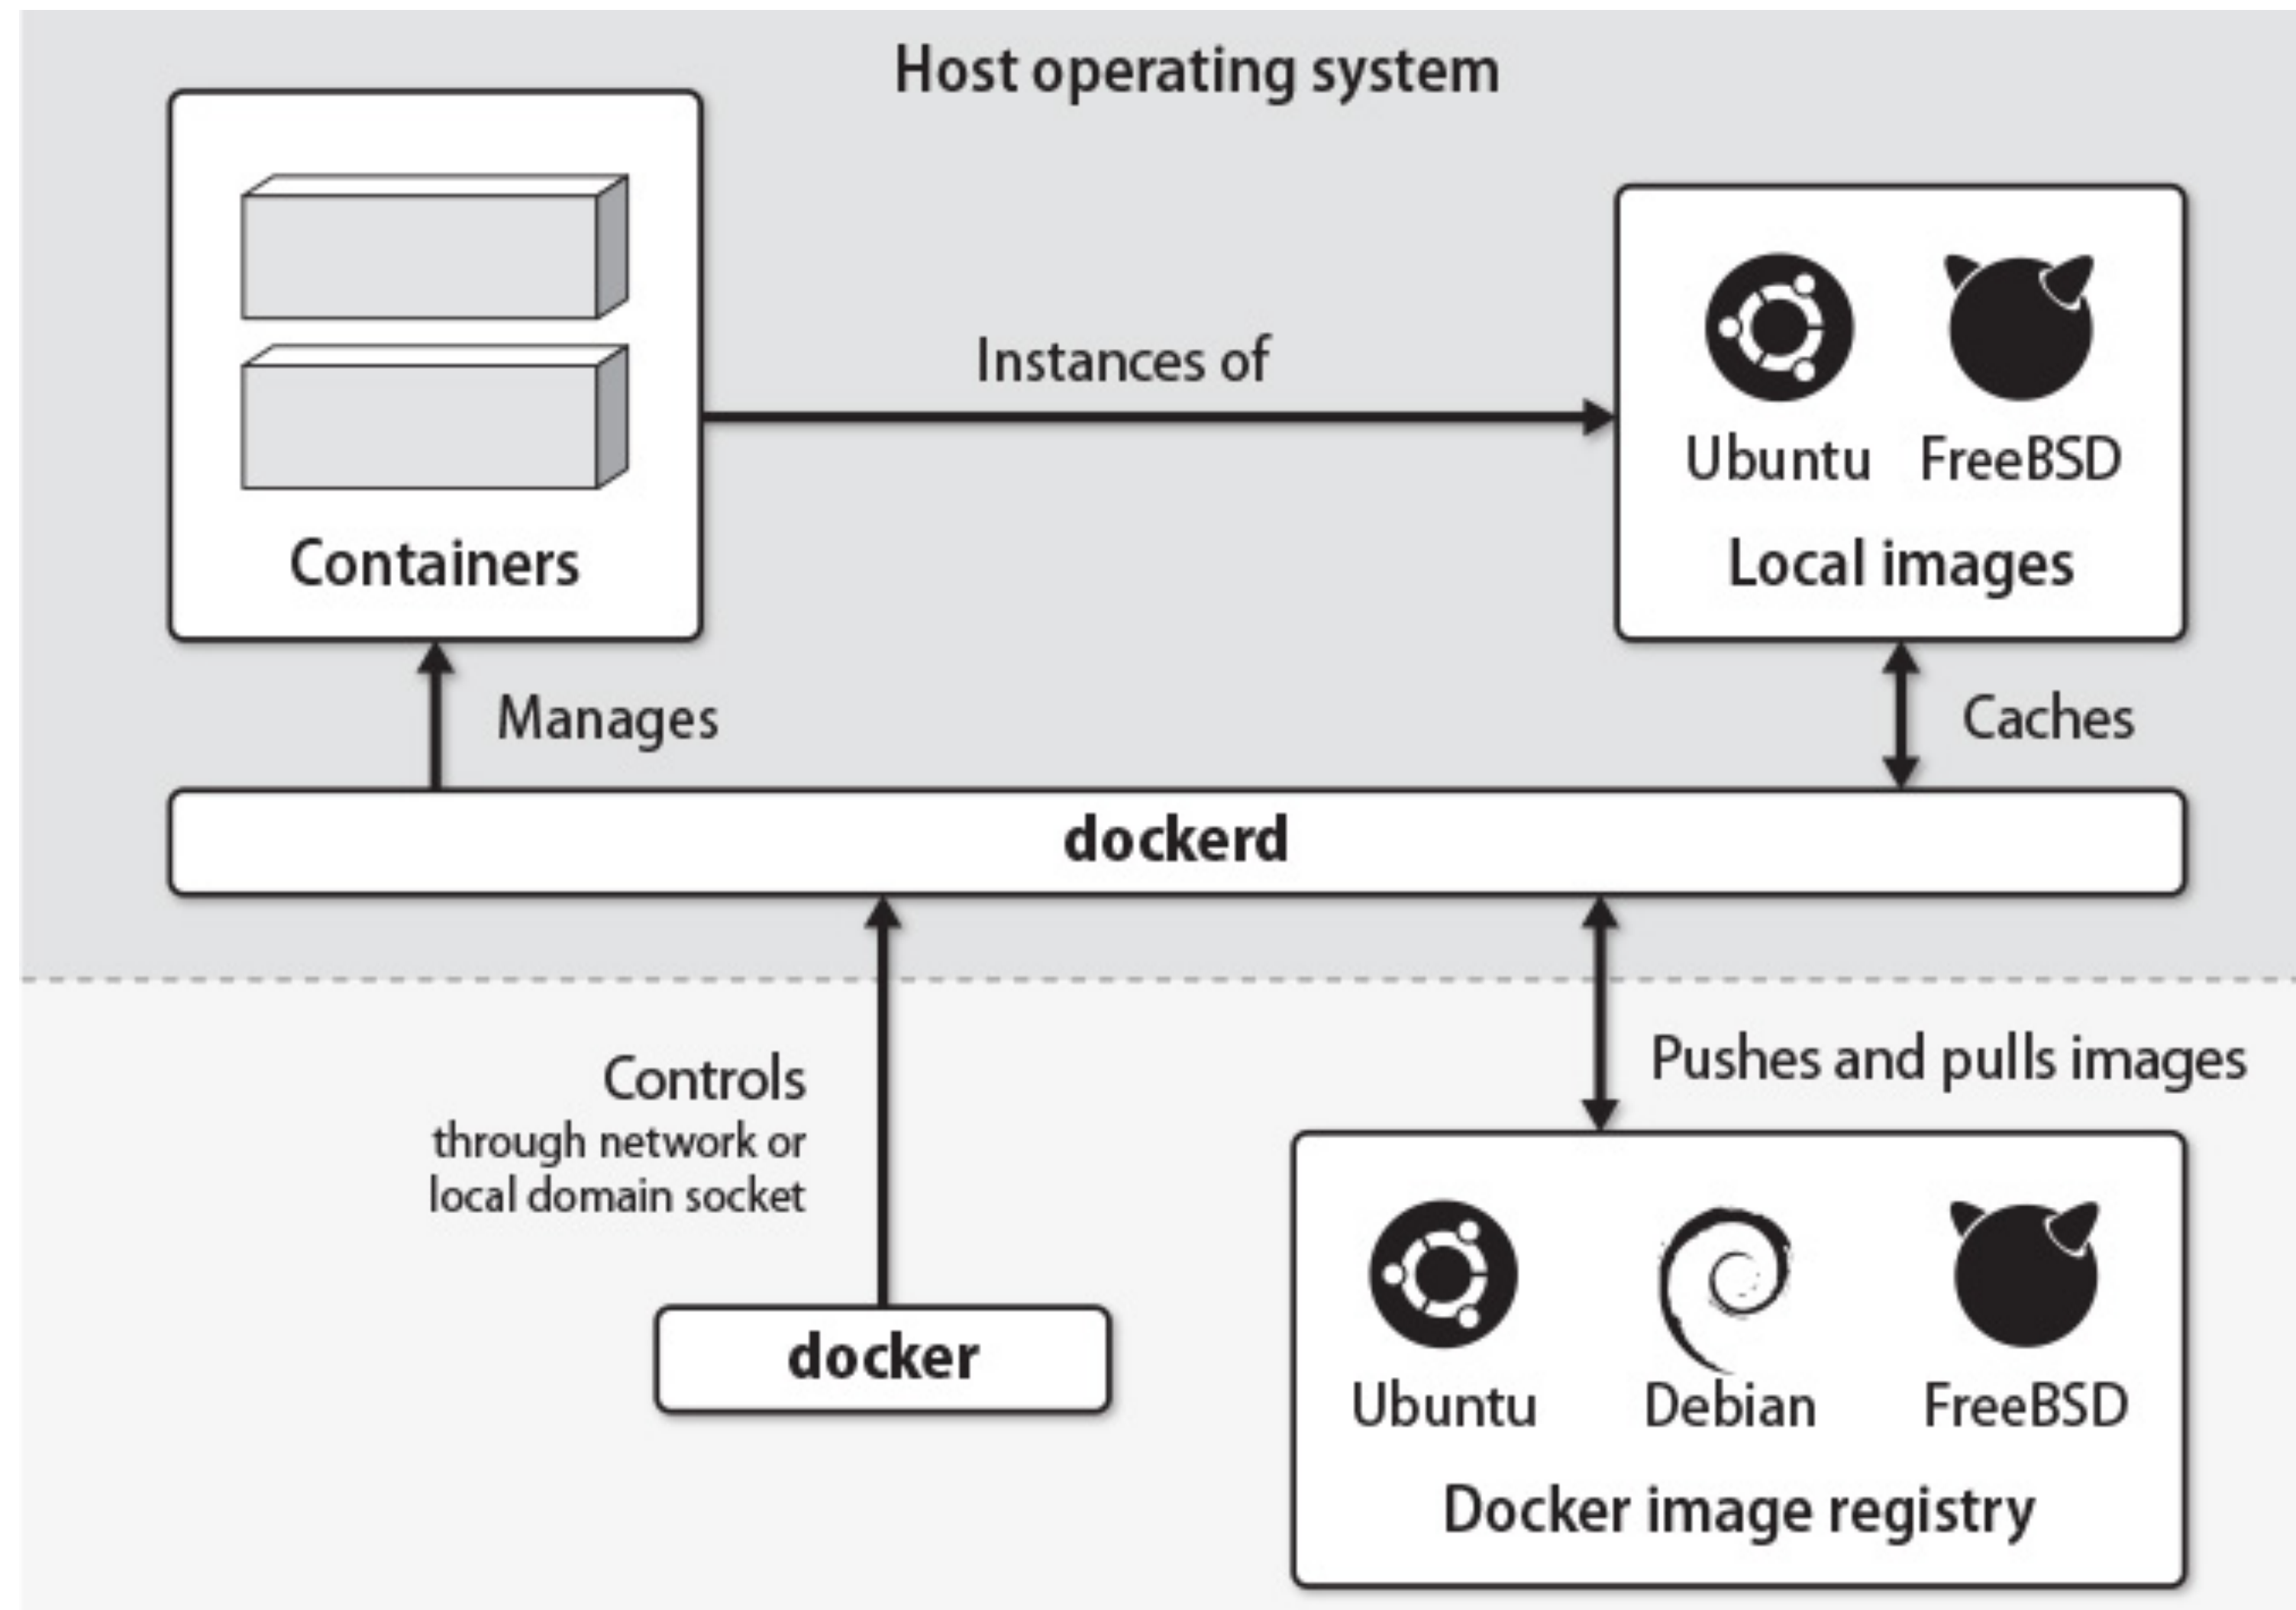 Host operating system
Instances of
Ubuntu FreeBSD
Containers
Local images
Manages
Caches
dockerd
Controls
through network or
local domain socket
Pushes and pulls images
docker
Ubuntu Debian FreeBSD
Docker image registry